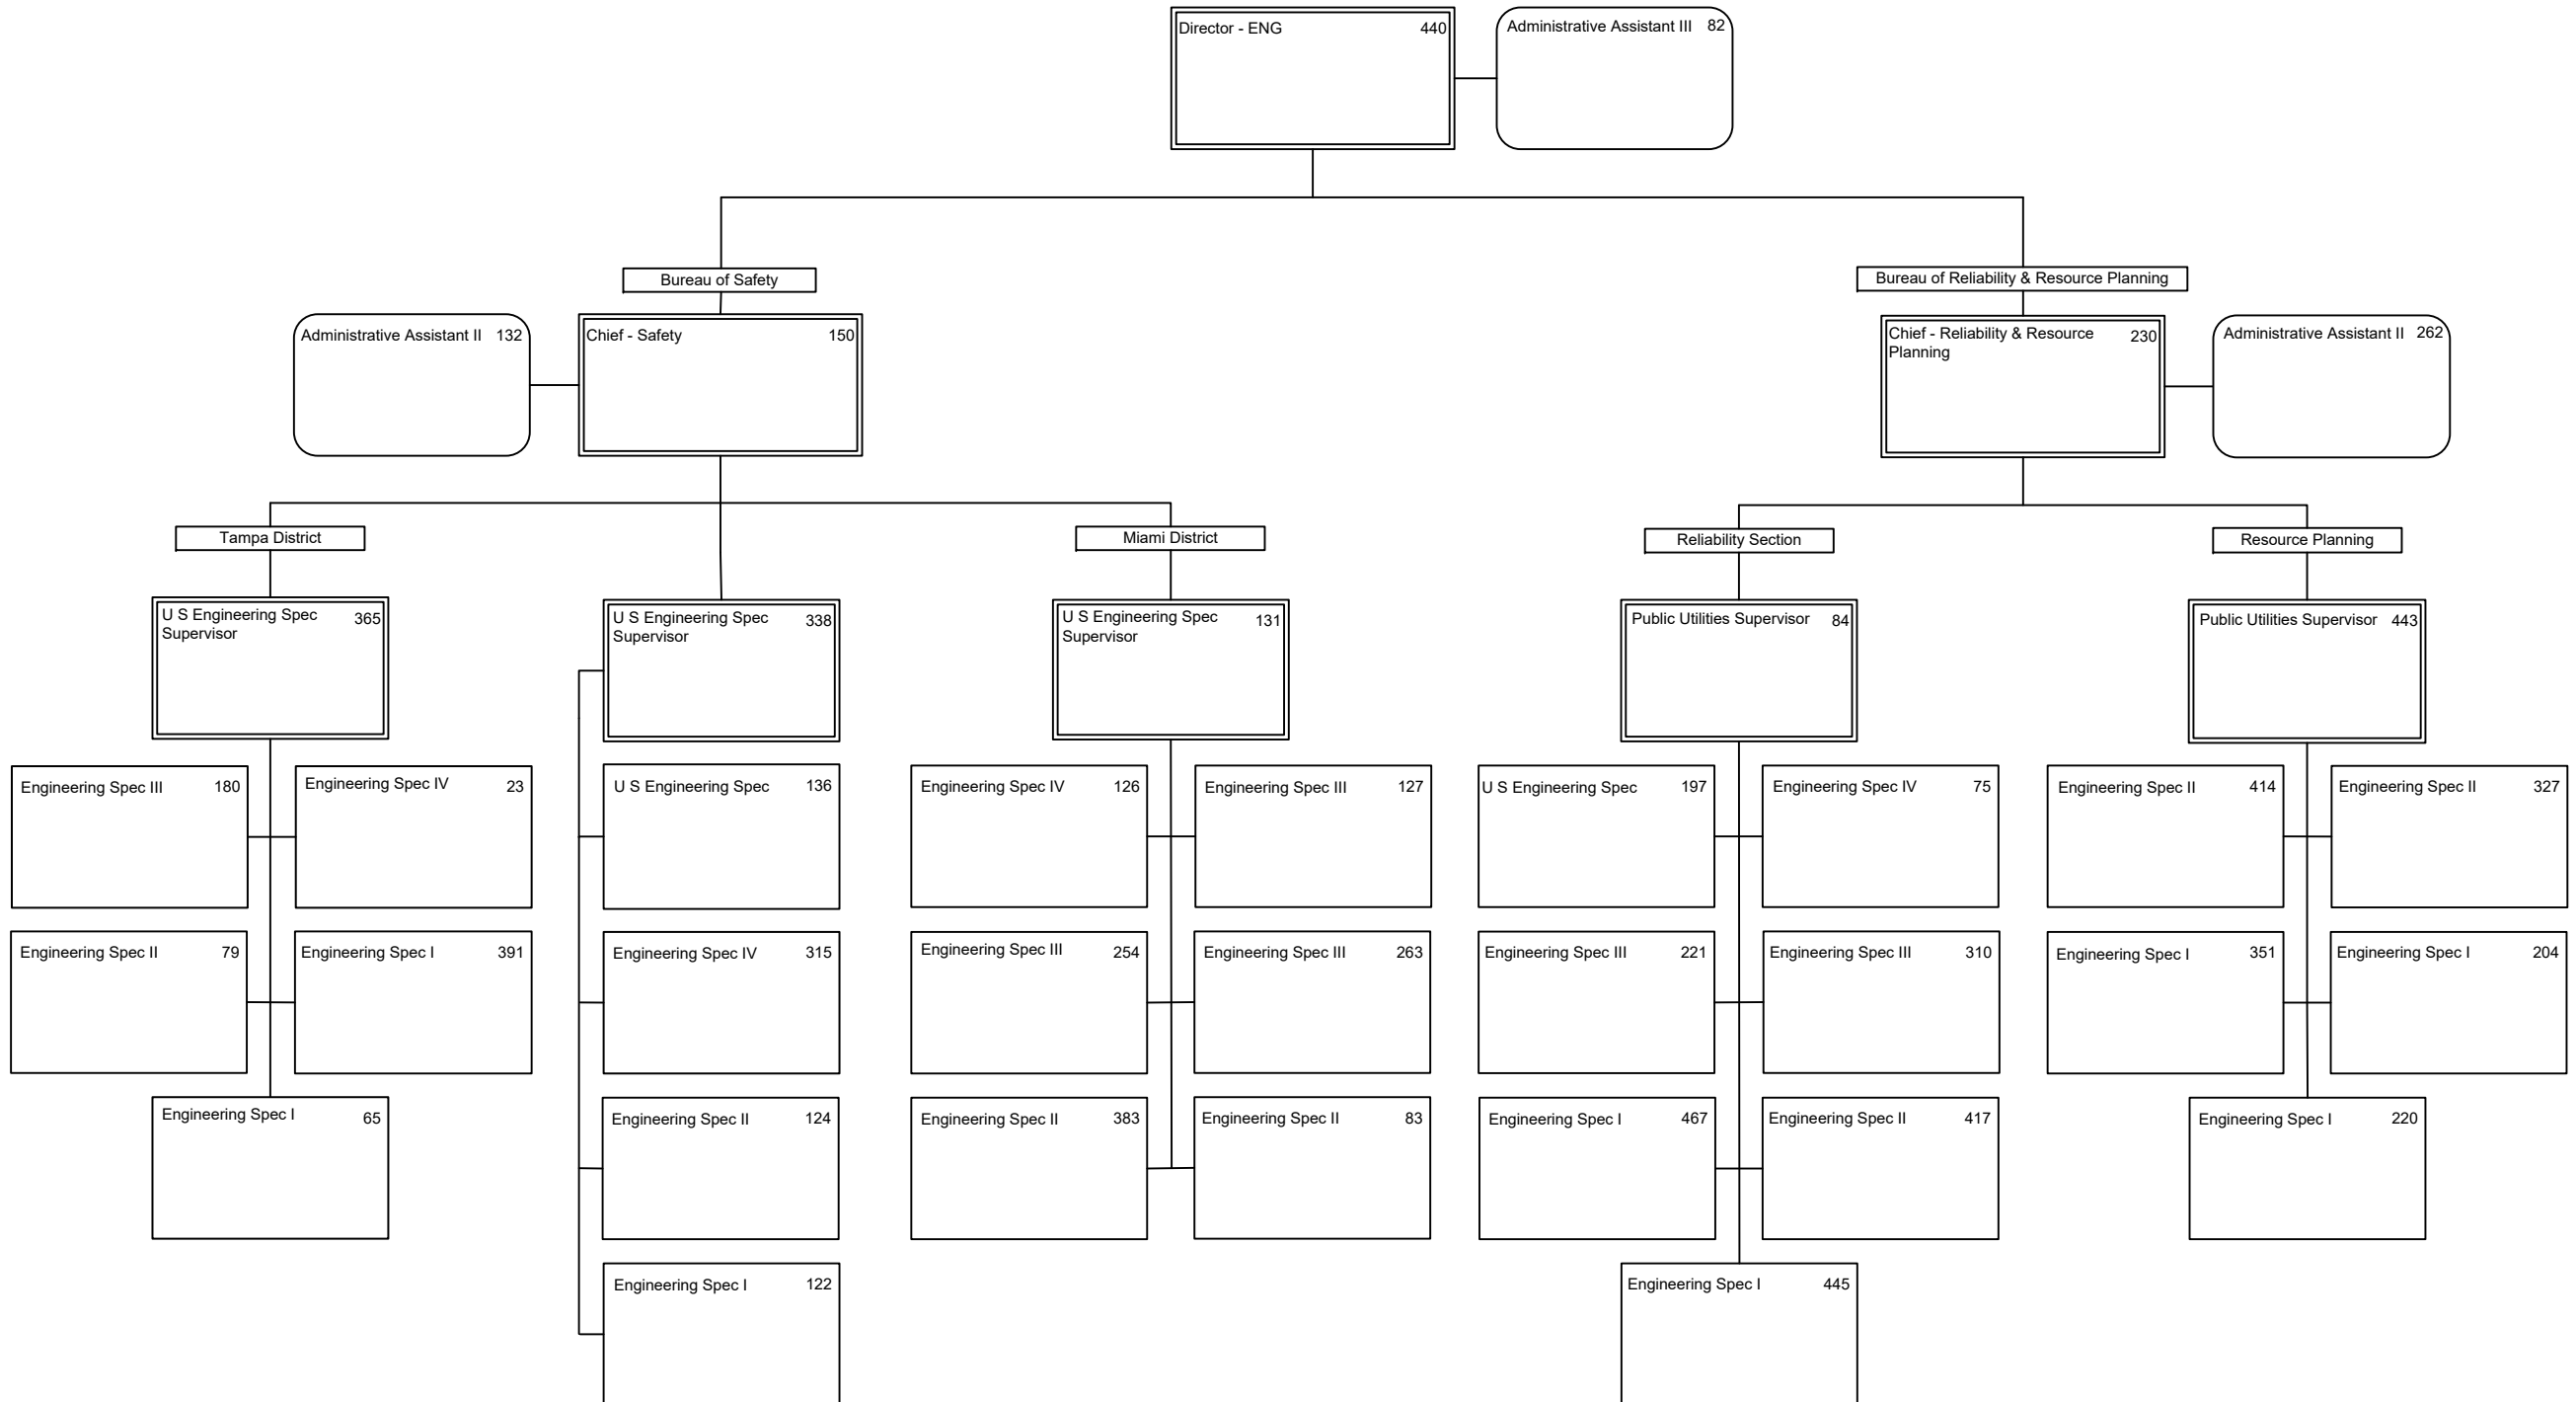 Director - ENG 440
Administrative Assistant III 82
Bureau of Safety
Bureau of Reliability & Resource Planning
Administrative Assistant II 132
Chief - Safety 150
Chief - Reliability & Resource
Planning 230
Administrative Assistant II 262
Tampa District
Miami District
Reliability Section
Resource Planning
U S Engineering Spec
Supervisor 365
U S Engineering Spec
Supervisor 338
U S Engineering Spec
Supervisor 131
Public Utilities Supervisor 84
Public Utilities Supervisor 443
Engineering Spec III 180
Engineering Spec IV 23
U S Engineering Spec 136
Engineering Spec IV 126
Engineering Spec III 127
U S Engineering Spec 197
Engineering Spec IV 75
Engineering Spec II 414
Engineering Spec II 327
Engineering Spec II 79
Engineering Spec I 391
Engineering Spec IV 315
Engineering Spec III 254
Engineering Spec III 263
Engineering Spec III 221
Engineering Spec III 310
Engineering Spec I 351
Engineering Spec I 204
Engineering Spec I 65
Engineering Spec II 124
Engineering Spec II 383
Engineering Spec II 83
Engineering Spec I 467
Engineering Spec II 417
Engineering Spec I 220
Engineering Spec I 122
Engineering Spec I 445